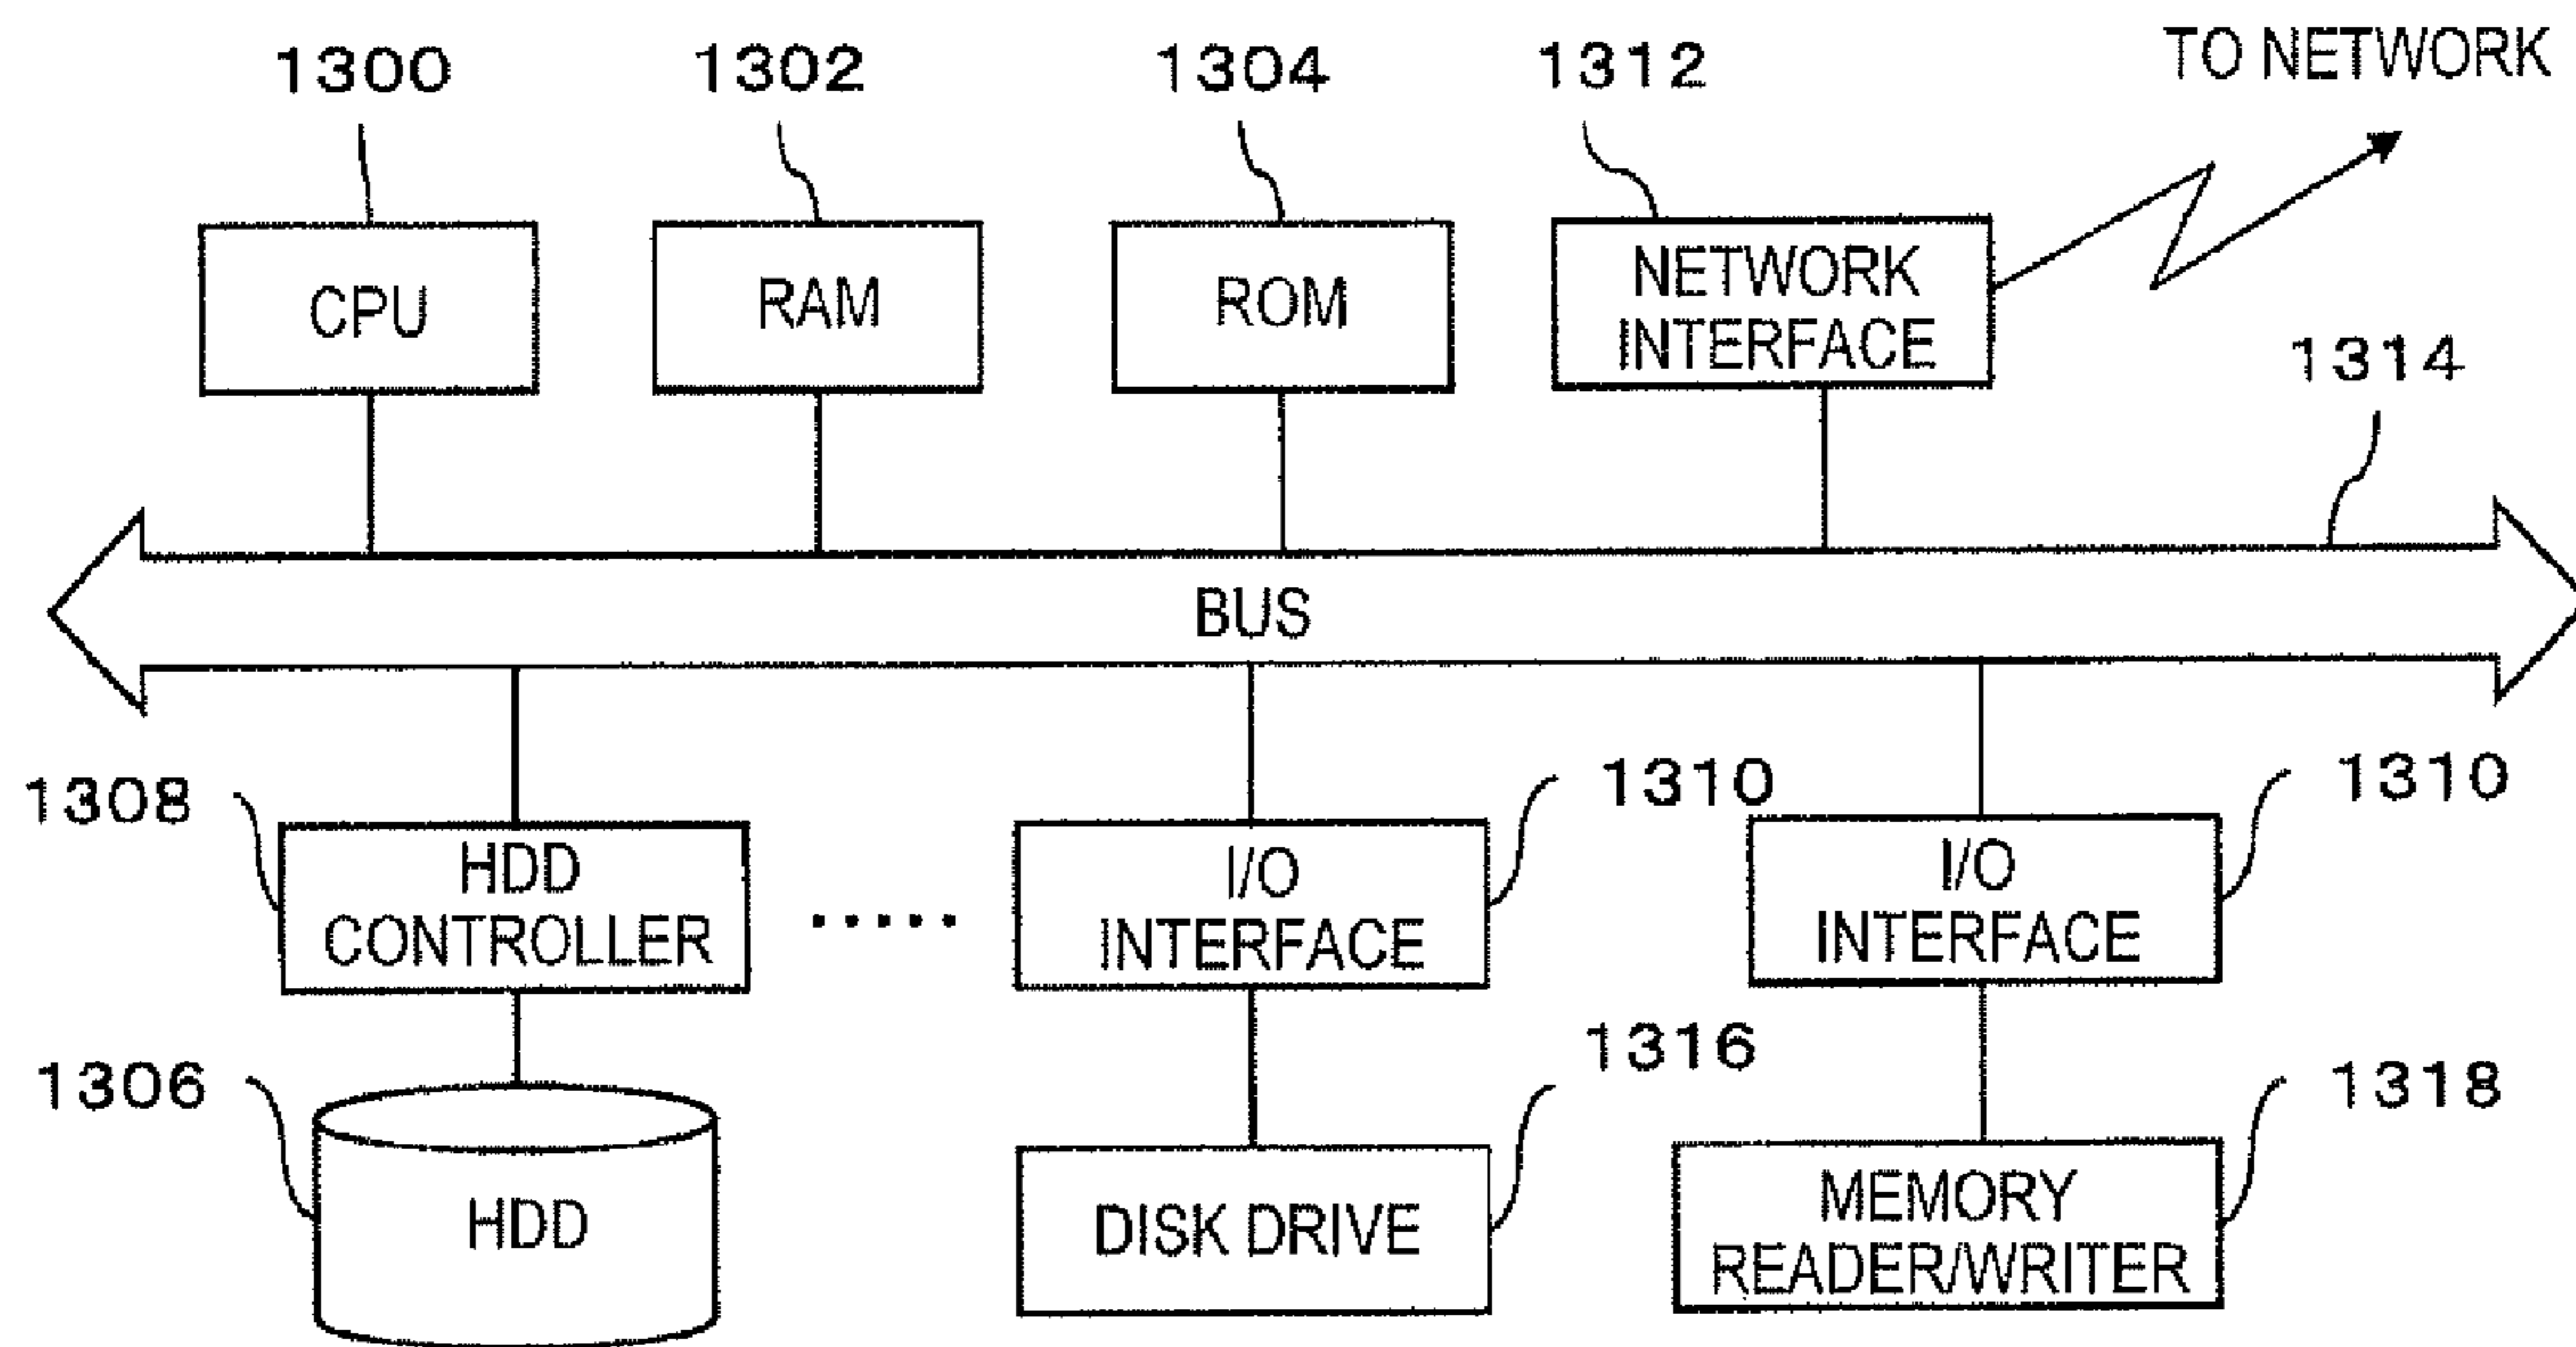 1300
1302
1304
1312
TO NETWORK
CPU
RAM
ROM
NETWORK
INTERFACE
1314
BUS
1308
HDD
CONTROLLER
.....
I/O
INTERFACE
1310
I/O
INTERFACE
1310
1306
HDD
DISK DRIVE
1316
MEMORY
READER/WRITER
1318